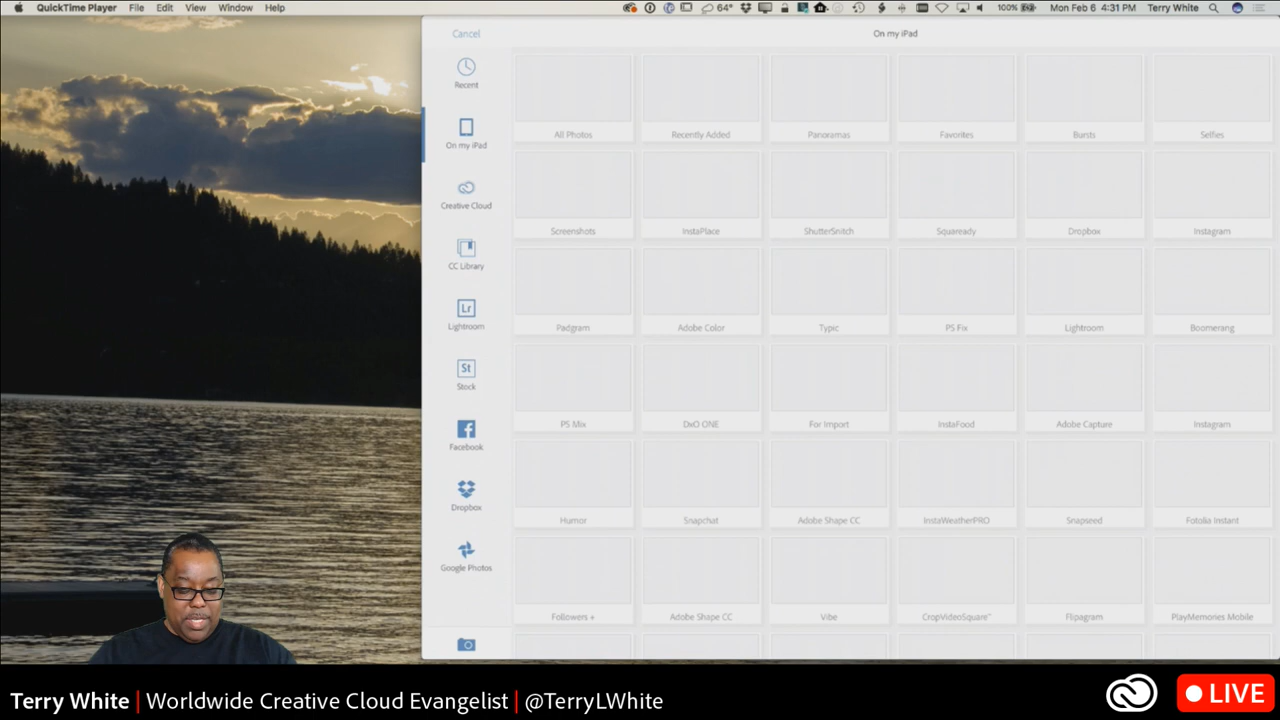 QuickTime Player File Edit View Window Help 64° 100% Mon Feb 6 4:31 PM Terry White
Cancel On my iPad
Recent
On my iPad
Creative Cloud
CC Library
Lr
Lightroom
St
Stock
Facebook
Dropbox
Google Photos
All Photos Recently Added Panoramas Favorites Bursts Selfies
Screenshots InstaPlace ShutterSnitch Squaready Dropbox Instagram
Padgram Adobe Color Typic PS Fix Lightroom Boomerang
PS Mix DxO ONE For Import InstaFood Adobe Capture Instagram
Humor Snapchat Adobe Shape CC InstaWeatherPRO Snapseed Fotolia Instant
Followers + Adobe Shape CC Vibe CropVideoSquare" Flipagram PlayMemories Mobile
Terry White | Worldwide Creative Cloud Evangelist | @TerryLWhite
LIVE